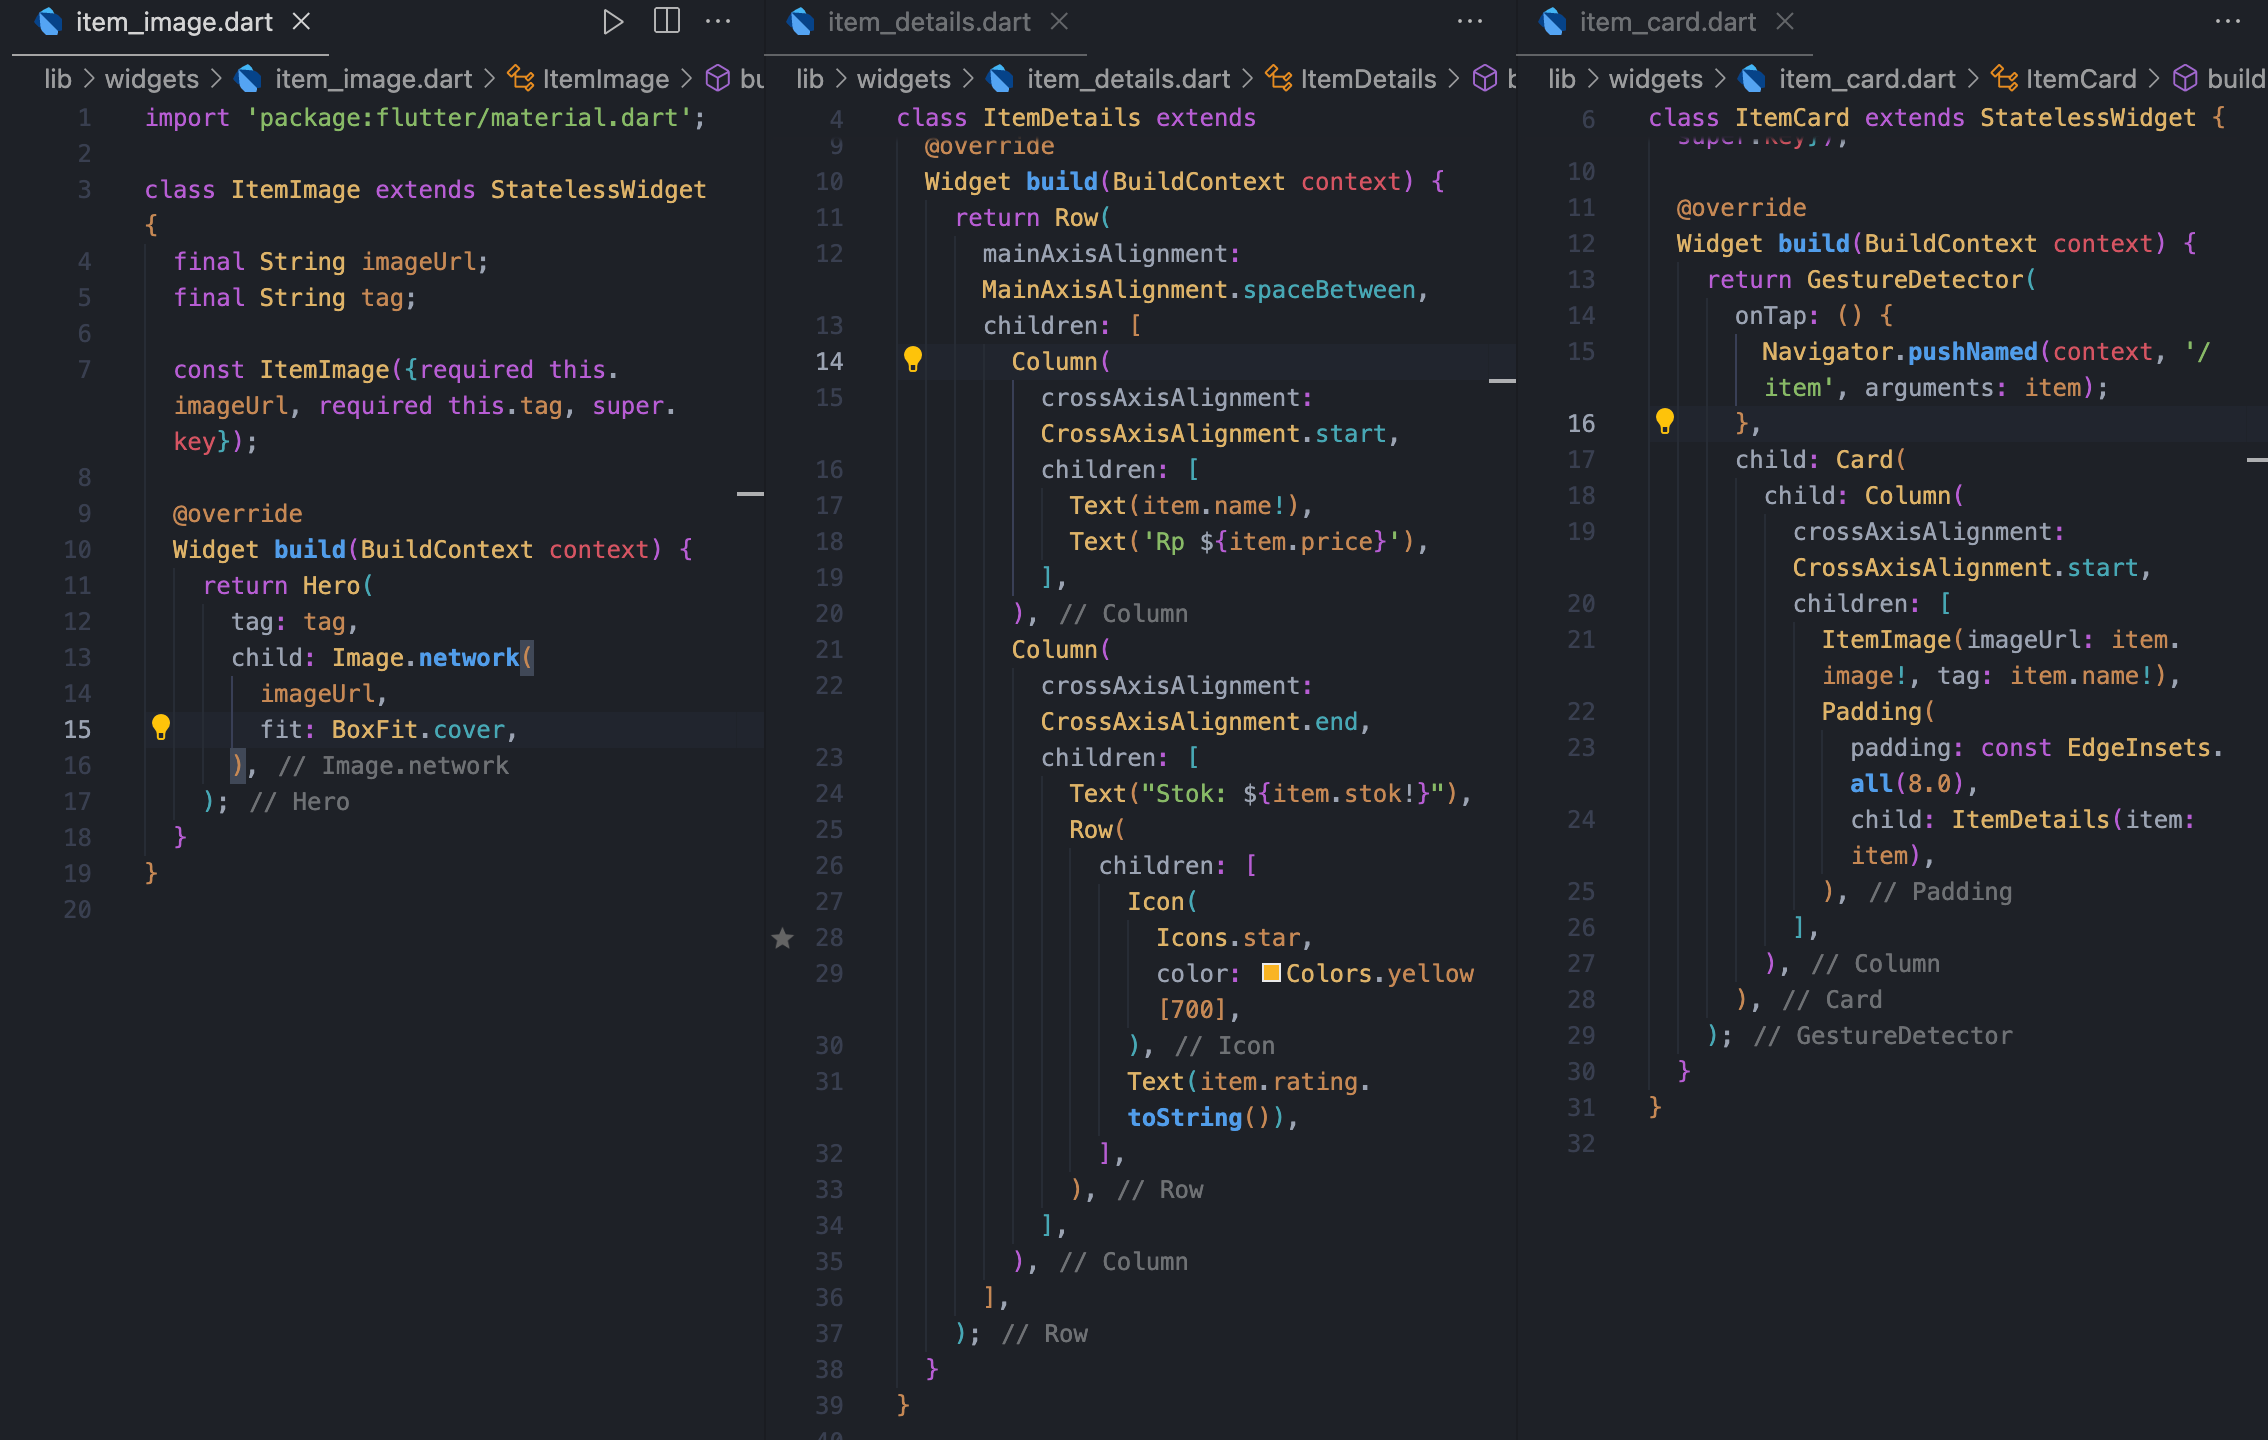 item_image.dart
lib > widgets > item_image.dart > ItemImage > bu
1 import 'package:flutter/material.dart';
2
3 class ItemImage extends StatelessWidget
{
4 final String imageUrl;
5 final String tag;
6
7 const ItemImage({required this.
imageUrl, required this.tag, super.
key});
8
9 @override
10 Widget build(BuildContext context) {
11 return Hero(
12 tag: tag,
13 child: Image.network(
14 imageUrl,
15 fit: BoxFit.cover,
16 ), // Image.network
17 ); // Hero
18 }
19 }
20
item_details.dart
lib > widgets > item_details.dart > ItemDetails > b
4 class ItemDetails extends
9 @override
10 Widget build(BuildContext context) {
11 return Row(
12 mainAxisAlignment:
MainAxisAlignment.spaceBetween,
13 children: [
14 Column(
15 crossAxisAlignment:
CrossAxisAlignment.start,
16 children: [
17 Text(item.name!),
18 Text('Rp ${item.price}'),
19 ],
20 ), // Column
21 Column(
22 crossAxisAlignment:
CrossAxisAlignment.end,
23 children: [
24 Text("Stok: ${item.stok!}"),
25 Row(
26 children: [
27 Icon(
28 Icons.star,
29 color: Colors.yellow
[700],
30 ), // Icon
31 Text(item.rating.
toString()),
32 ],
33 ), // Row
34 ],
35 ), // Column
36 ],
37 ); // Row
38 }
39 }
40
item_card.dart
lib > widgets > item_card.dart > ItemCard > build
6 class ItemCard extends StatelessWidget {
super.key});
10
11 @override
12 Widget build(BuildContext context) {
13 return GestureDetector(
14 onTap: () {
15 Navigator.pushNamed(context, '/
item', arguments: item);
16 },
17 child: Card(
18 child: Column(
19 crossAxisAlignment:
CrossAxisAlignment.start,
20 children: [
21 ItemImage(imageUrl: item.
image!, tag: item.name!),
22 Padding(
23 padding: const EdgeInsets.
all(8.0),
24 child: ItemDetails(item:
item),
25 ), // Padding
26 ],
27 ), // Column
28 ), // Card
29 ); // GestureDetector
30 }
31 }
32